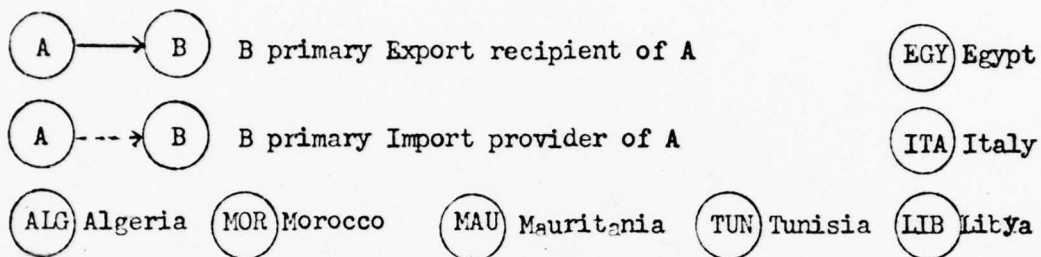 A B B primary Export recipient of A EGY Egypt
A B B primary Import provider of A ITA Italy
ALG Algeria MOR Morocco MAU Mauritania TUN Tunisia LIB Libya